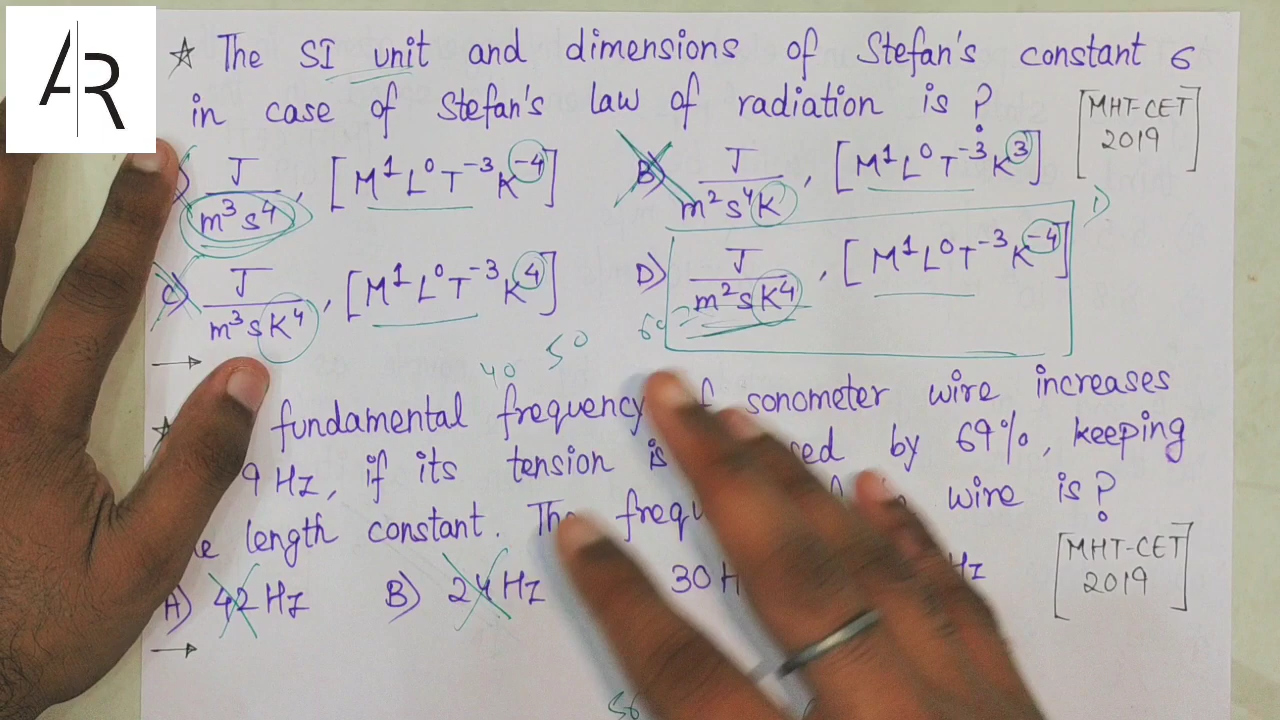 AR
☆ The SI unit and dimensions of Stefan's constant 6
in case of Stefan's law of radiation is ?
[MHT-CET 2019]
J/m³s⁴, [M¹L⁰T⁻³K⁻⁴]
B) J/m²s⁴K, [M¹L⁰T⁻³K³]
C) J/m³sK⁴, [M¹L⁰T⁻³K⁴]
D) J/m²sK⁴, [M¹L⁰T⁻³K⁻⁴]
D
40 50 60
fundamental frequency sonometer wire increases
9 Hz, if its tension is by 69%, keeping
length constant. The wire is?
[MHT-CET 2019]
A) 42 Hz B) 24 Hz 30 Hz
56